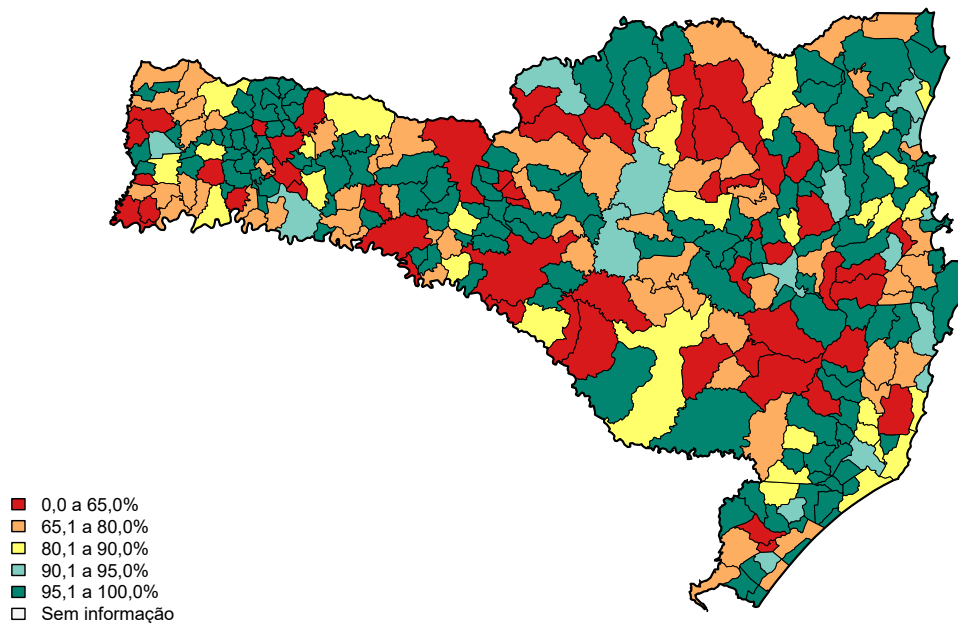 0,0 a 65,0%
65,1 a 80,0%
80,1 a 90,0%
90,1 a 95,0%
95,1 a 100,0%
Sem informação